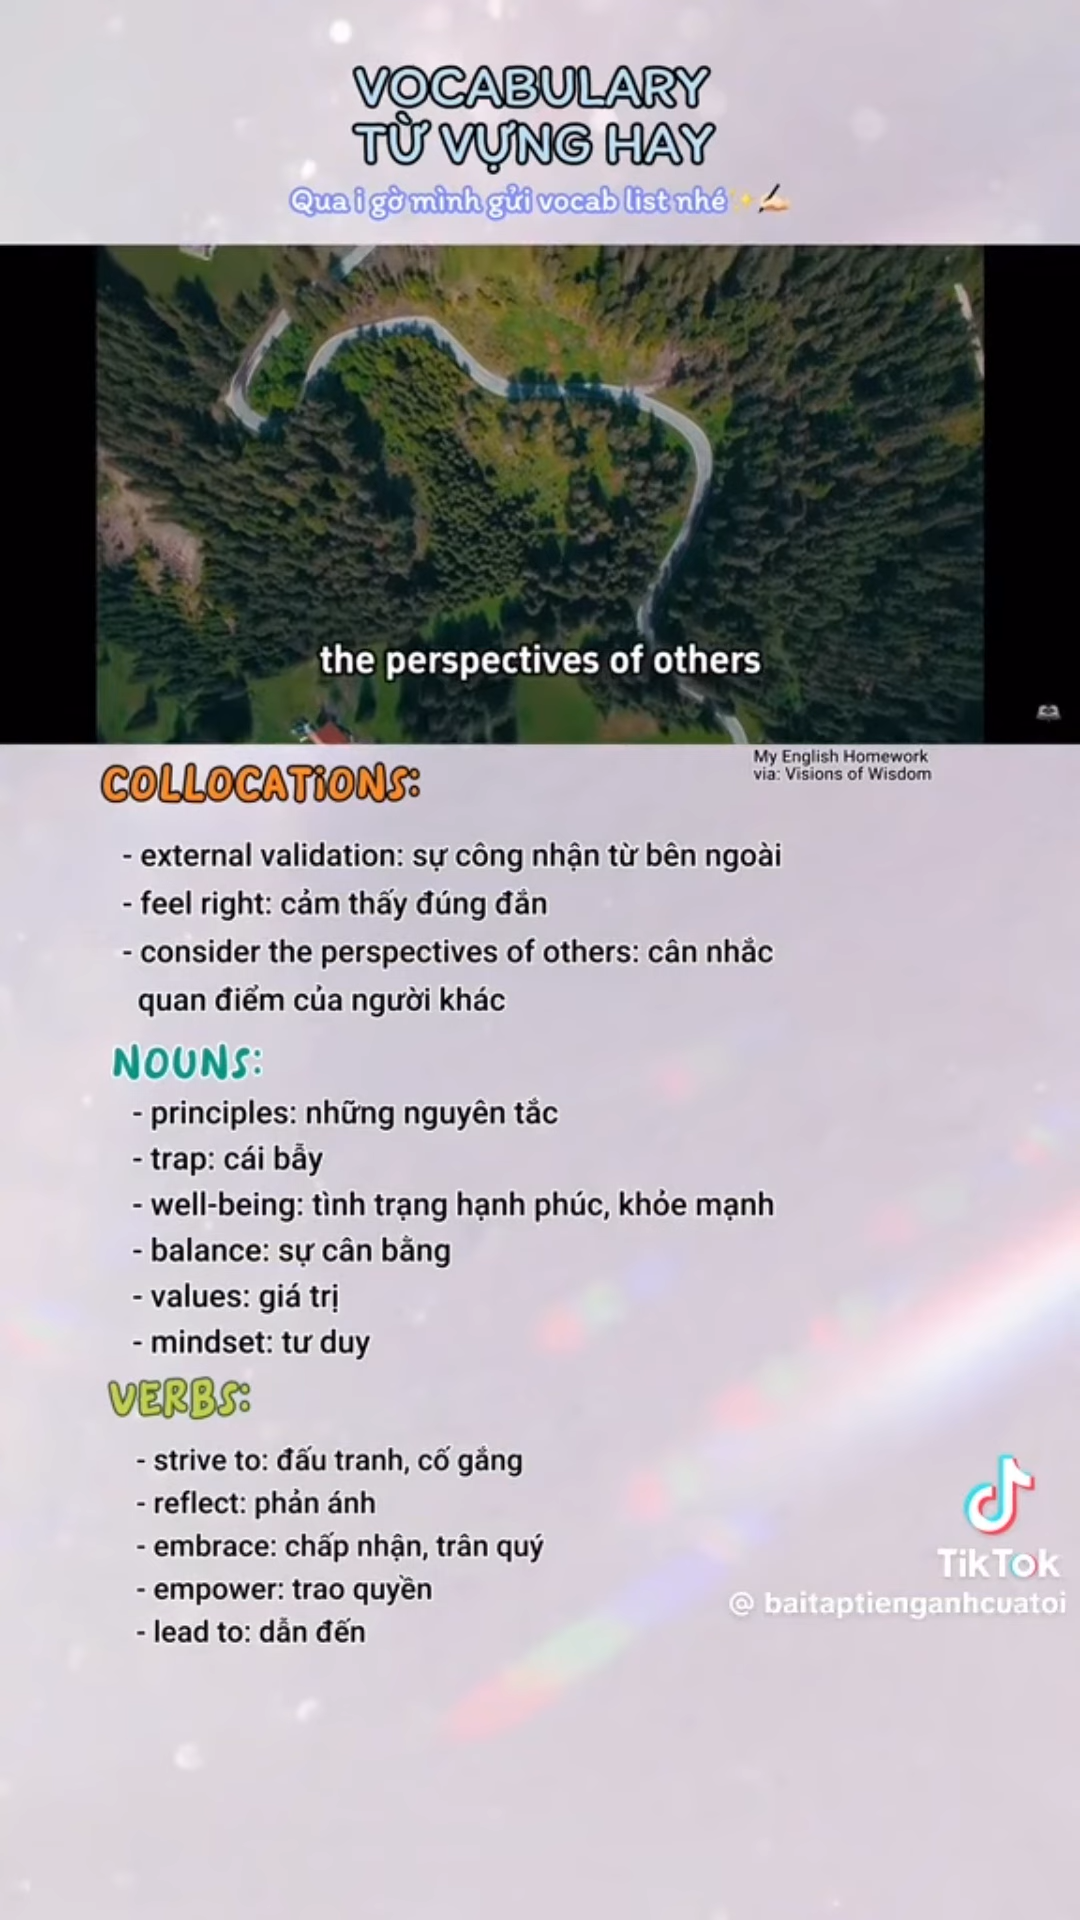 VOCABULARY
TỪ VỰNG HAY
Qua i gờ mình gửi vocab list nhé✨✍🏻
the perspectives of others
My English Homework
via: Visions of Wisdom
COLLOCATIONS:
- external validation: sự công nhận từ bên ngoài
- feel right: cảm thấy đúng đắn
- consider the perspectives of others: cân nhắc
quan điểm của người khác
NOUNS:
- principles: những nguyên tắc
- trap: cái bẫy
- well-being: tình trạng hạnh phúc, khỏe mạnh
- balance: sự cân bằng
- values: giá trị
- mindset: tư duy
VERBS:
- strive to: đấu tranh, cố gắng
- reflect: phản ánh
- embrace: chấp nhận, trân quý
- empower: trao quyền
- lead to: dẫn đến
TikTok
@ baitaptienganhcuatoi